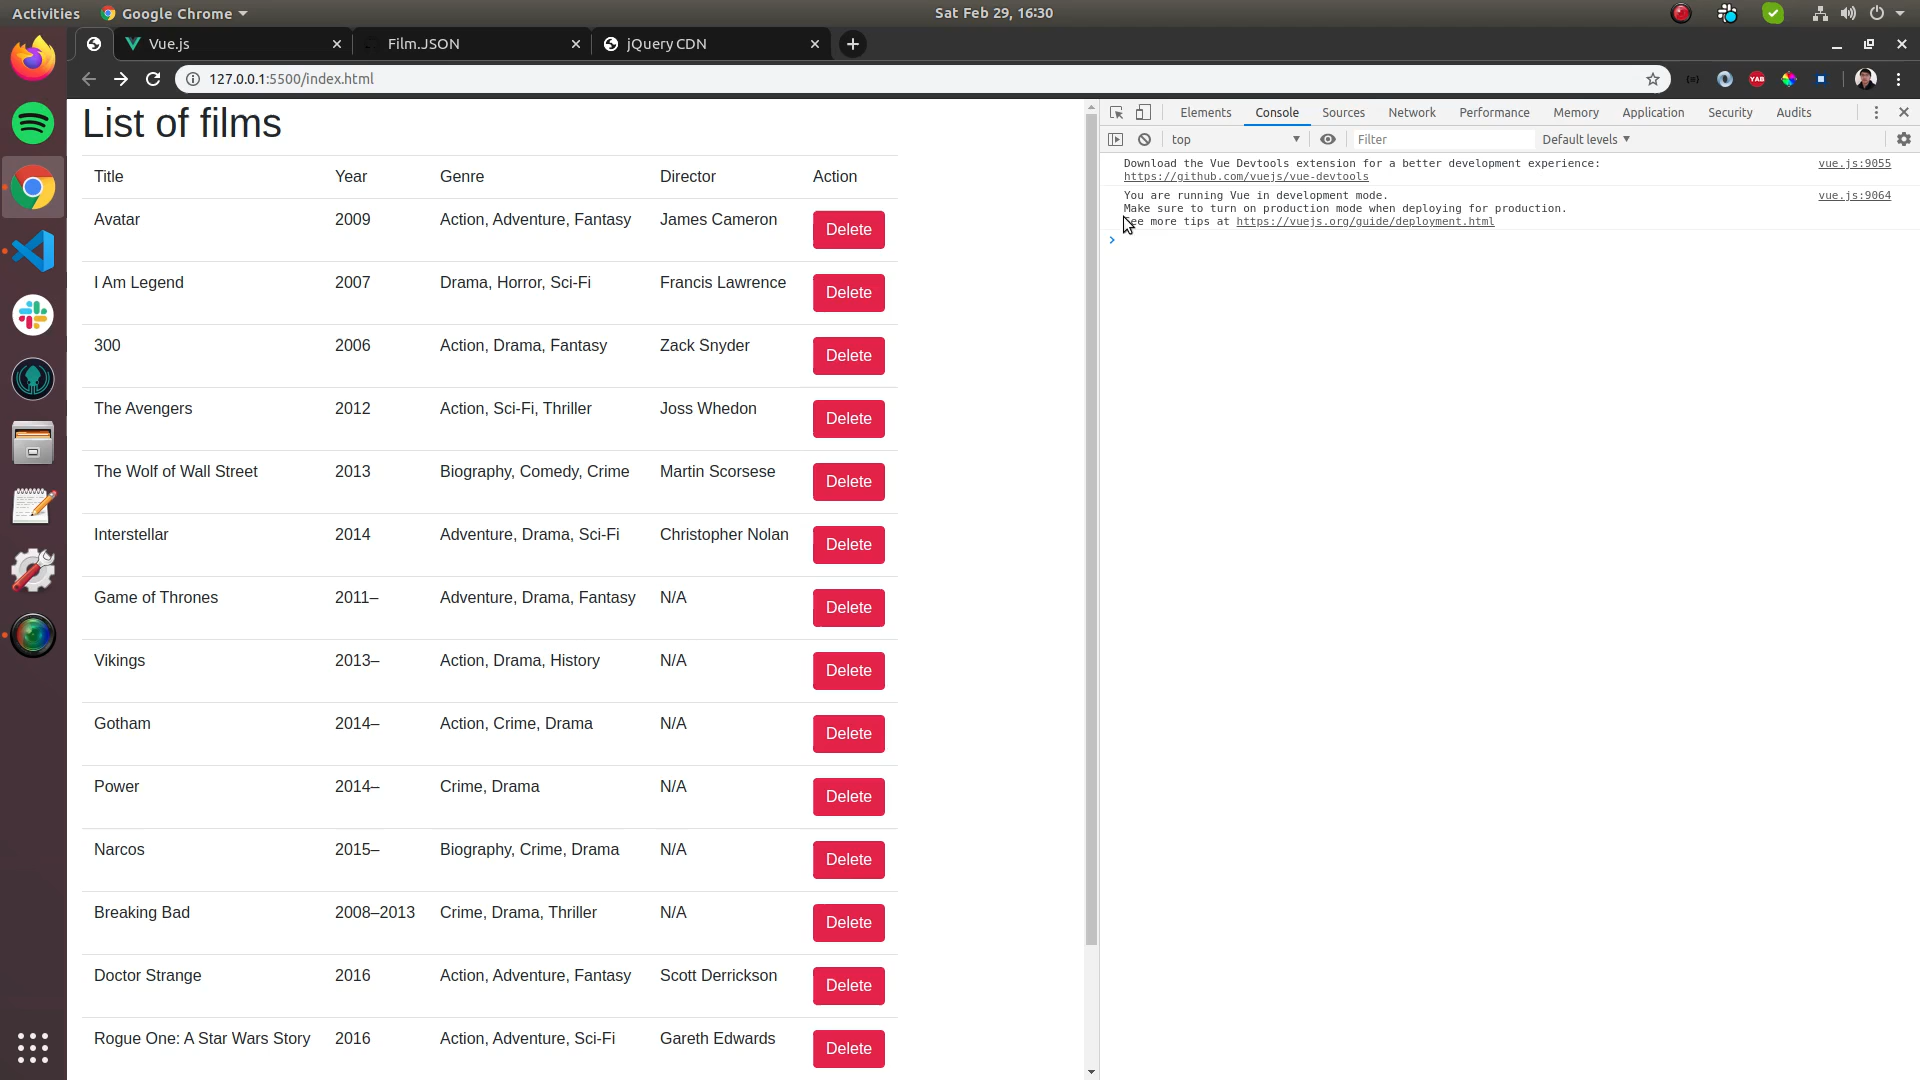 Activities Google Chrome Sat Feb 29, 16:30
Vue.js Film.JSON jQuery CDN
127.0.0.1:5500/index.html YAB
List of films
Title Year Genre Director Action
Avatar 2009 Action, Adventure, Fantasy James Cameron Delete
I Am Legend 2007 Drama, Horror, Sci-Fi Francis Lawrence Delete
300 2006 Action, Drama, Fantasy Zack Snyder Delete
The Avengers 2012 Action, Sci-Fi, Thriller Joss Whedon Delete
The Wolf of Wall Street 2013 Biography, Comedy, Crime Martin Scorsese Delete
Interstellar 2014 Adventure, Drama, Sci-Fi Christopher Nolan Delete
Game of Thrones 2011– Adventure, Drama, Fantasy N/A Delete
Vikings 2013– Action, Drama, History N/A Delete
Gotham 2014– Action, Crime, Drama N/A Delete
Power 2014– Crime, Drama N/A Delete
Narcos 2015– Biography, Crime, Drama N/A Delete
Breaking Bad 2008–2013 Crime, Drama, Thriller N/A Delete
Doctor Strange 2016 Action, Adventure, Fantasy Scott Derrickson Delete
Rogue One: A Star Wars Story 2016 Action, Adventure, Sci-Fi Gareth Edwards Delete
Elements Console Sources Network Performance Memory Application Security Audits
top Filter Default levels
Download the Vue Devtools extension for a better development experience: vue.js:9055
https://github.com/vuejs/vue-devtools
You are running Vue in development mode. vue.js:9064
Make sure to turn on production mode when deploying for production.
more tips at https://vuejs.org/guide/deployment.html